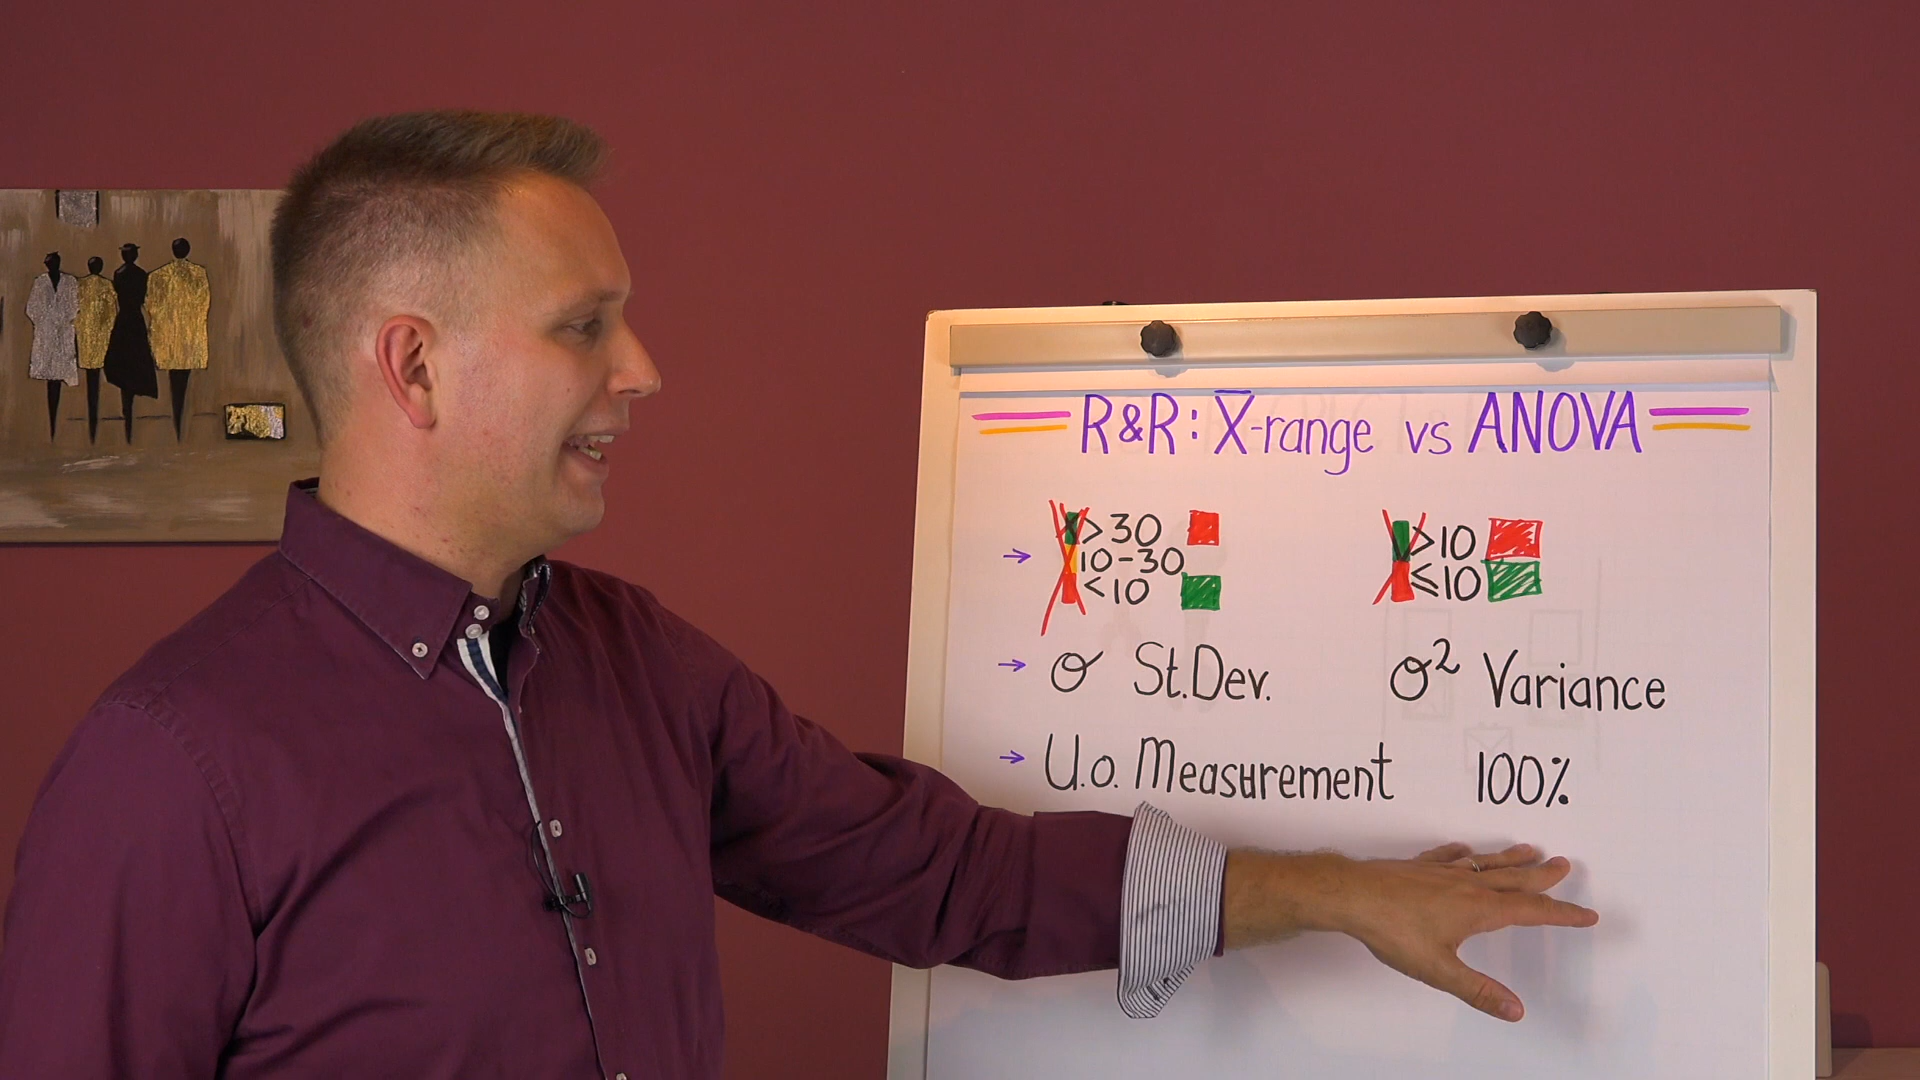 R&R: X̅-range vs ANOVA
→ >30 >10
10-30 ≤10
<10
→ σ St.Dev. σ² Variance
→ U.o. Measurement 100%